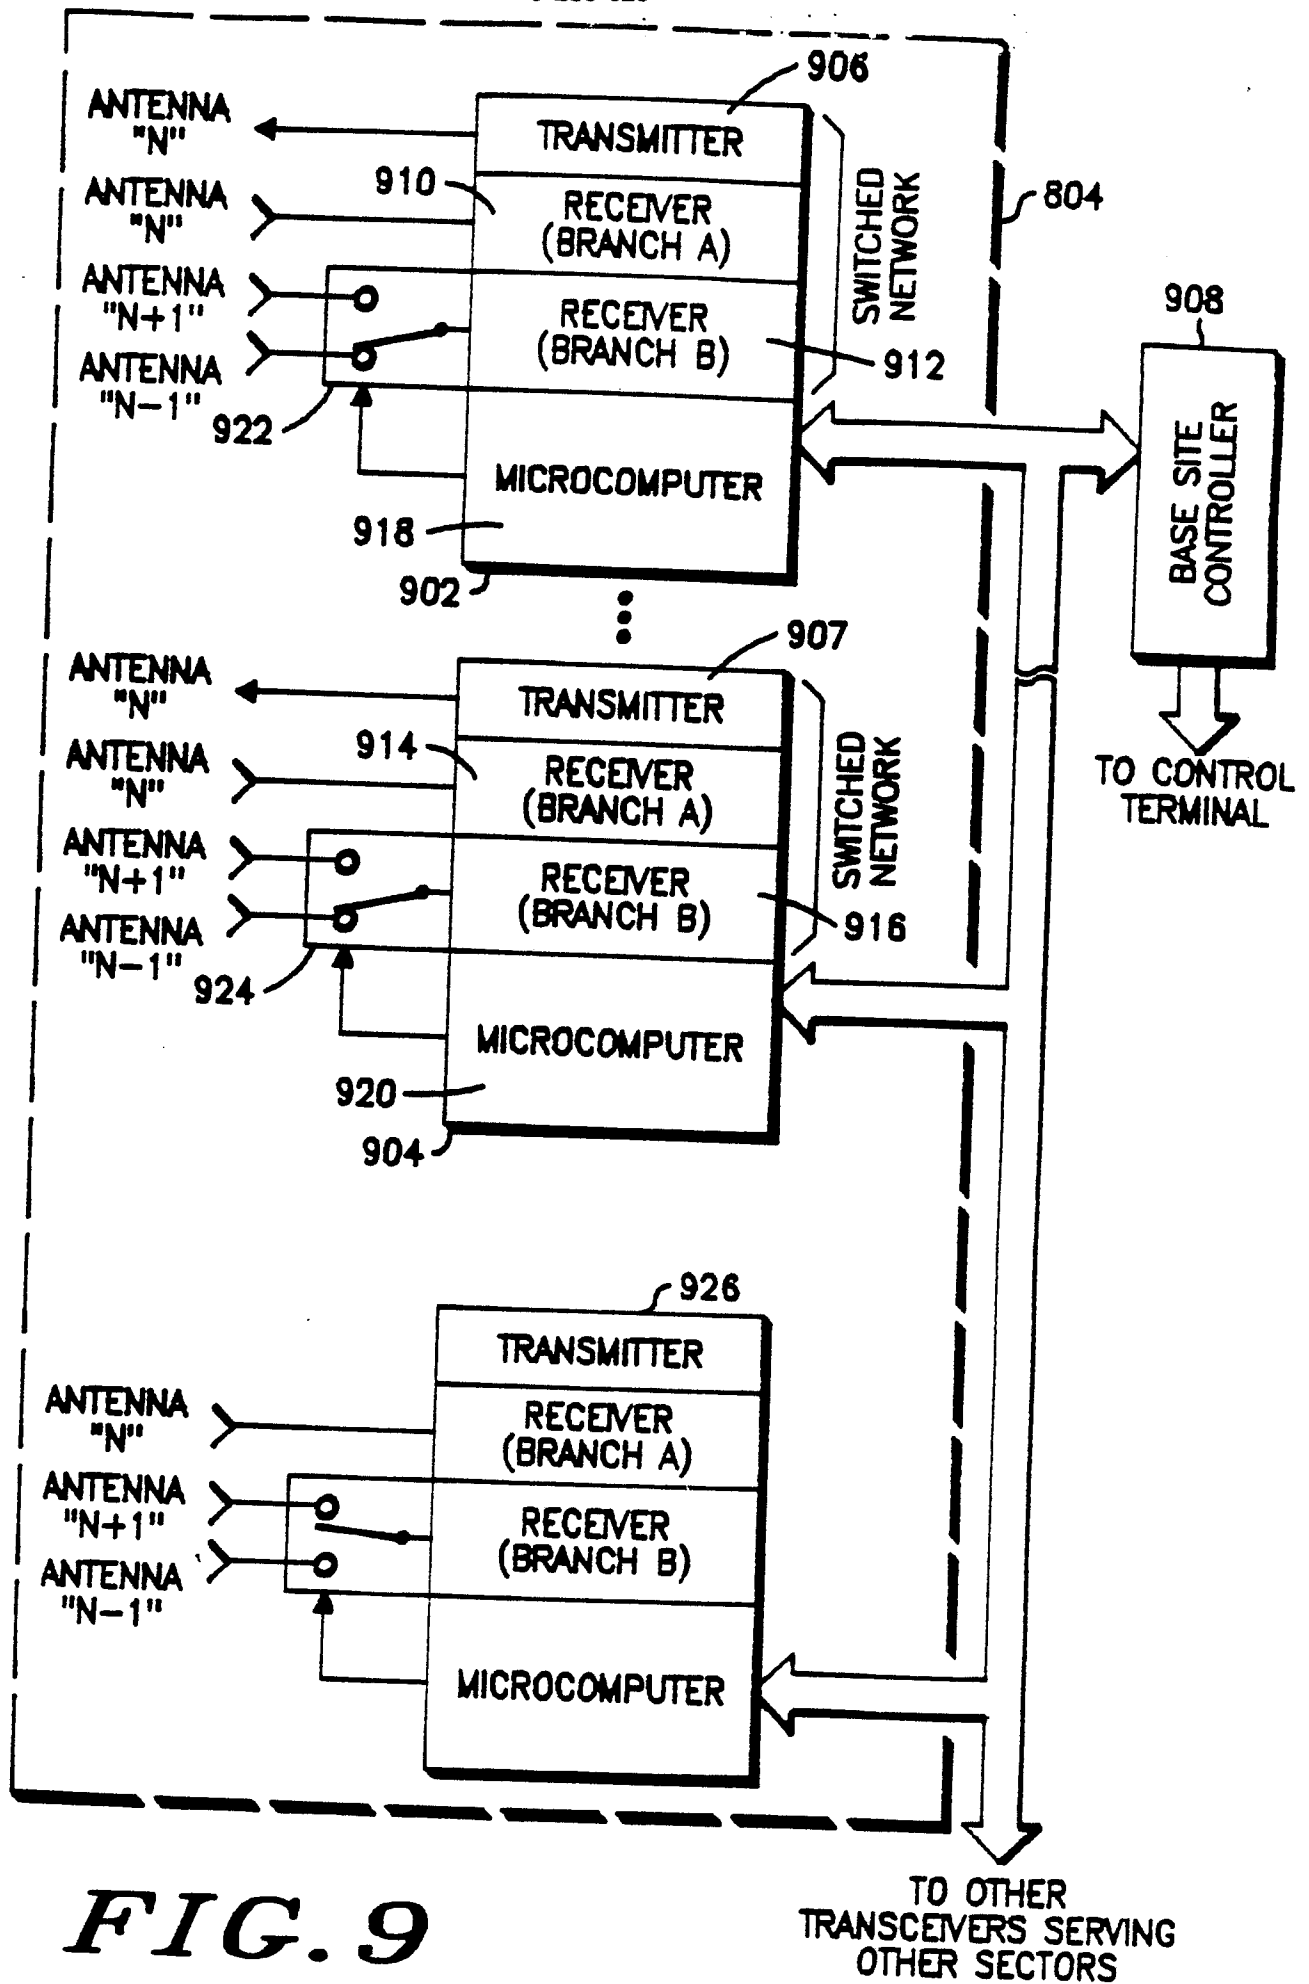 906
ANTENNA
"N"
TRANSMITTER
910
ANTENNA
"N"
RECEIVER
(BRANCH A)
SWITCHED
NETWORK
804
ANTENNA
"N+1"
RECEIVER
(BRANCH B)
908
ANTENNA
"N-1"
912
922
BASE SITE
CONTROLLER
MICROCOMPUTER
918
902
907
ANTENNA
"N"
TRANSMITTER
914
ANTENNA
"N"
RECEIVER
(BRANCH A)
SWITCHED
NETWORK
TO CONTROL
TERMINAL
ANTENNA
"N+1"
RECEIVER
(BRANCH B)
916
ANTENNA
"N-1"
924
MICROCOMPUTER
920
904
926
TRANSMITTER
ANTENNA
"N"
RECEIVER
(BRANCH A)
ANTENNA
"N+1"
RECEIVER
(BRANCH B)
ANTENNA
"N-1"
MICROCOMPUTER
TO OTHER
TRANSCEIVERS SERVING
OTHER SECTORS
FIG. 9